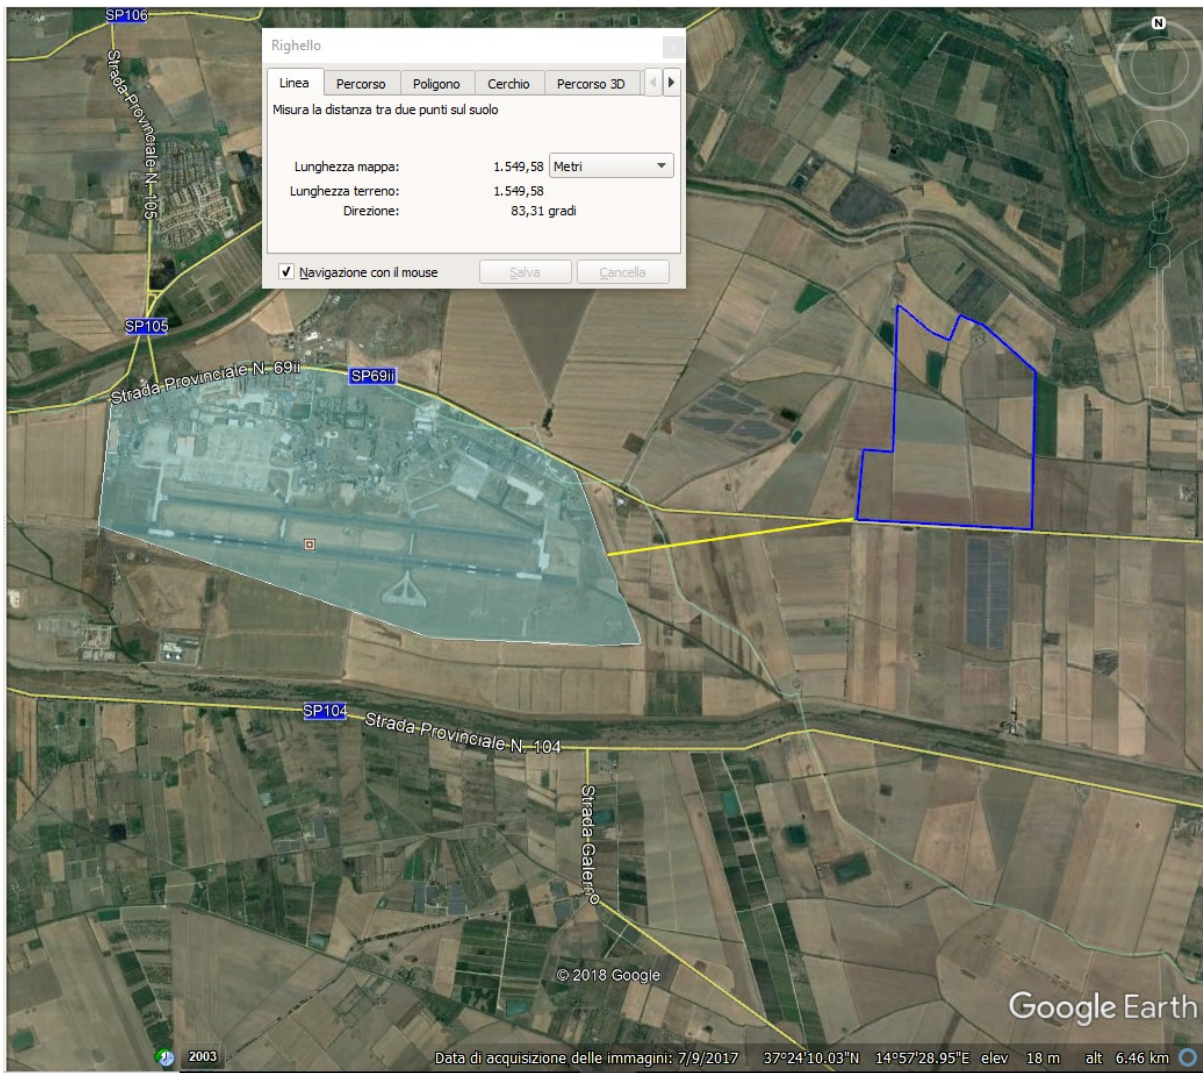 SP106
Strada Provinciale N. 105
SP105
Righello
Linea Percorso Poligono Cerchio Percorso 3D
Misura la distanza tra due punti sul suolo
Lunghezza mappa: 1.549,58 Metri
Lunghezza terreno: 1.549,58
Direzione: 83,31 gradi
Navigazione con il mouse Salva Cancella
N
Strada Provinciale N. 69ii
SP69ii
SP104
Strada Provinciale N. 104
Strada Galerro
© 2018 Google
Google Earth
2003
Data di acquisizione delle immagini: 7/9/2017 37°24'10.03"N 14°57'28.95"E elev 18 m alt 6.46 km